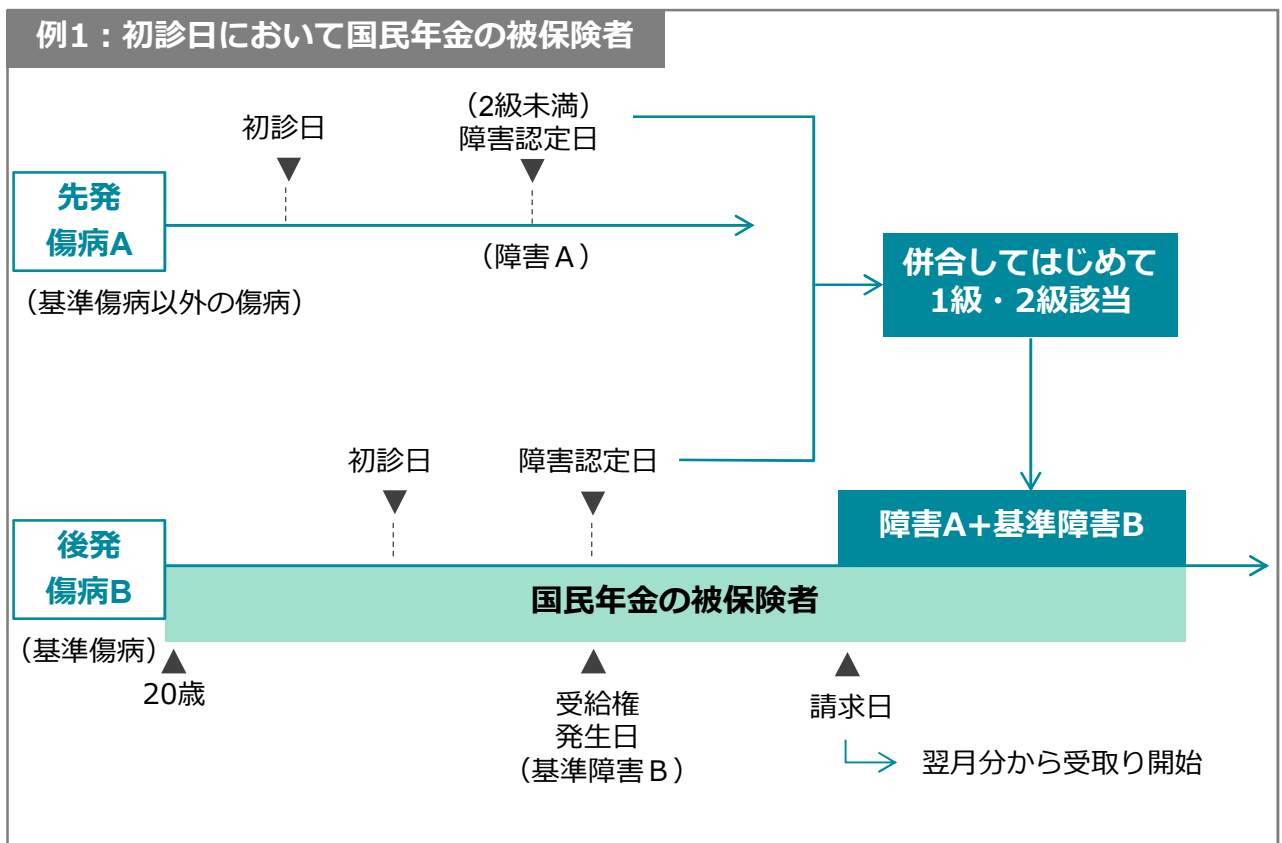 例1：初診日において国民年金の被保険者
初診日
（2級未満）
障害認定日
先発
傷病A
（障害Ａ）
（基準傷病以外の傷病）
併合してはじめて
1級・2級該当
初診日
障害認定日
後発
傷病B
障害A+基準障害B
国民年金の被保険者
（基準傷病）
20歳
受給権
発生日
（基準障害Ｂ）
請求日
翌月分から受取り開始